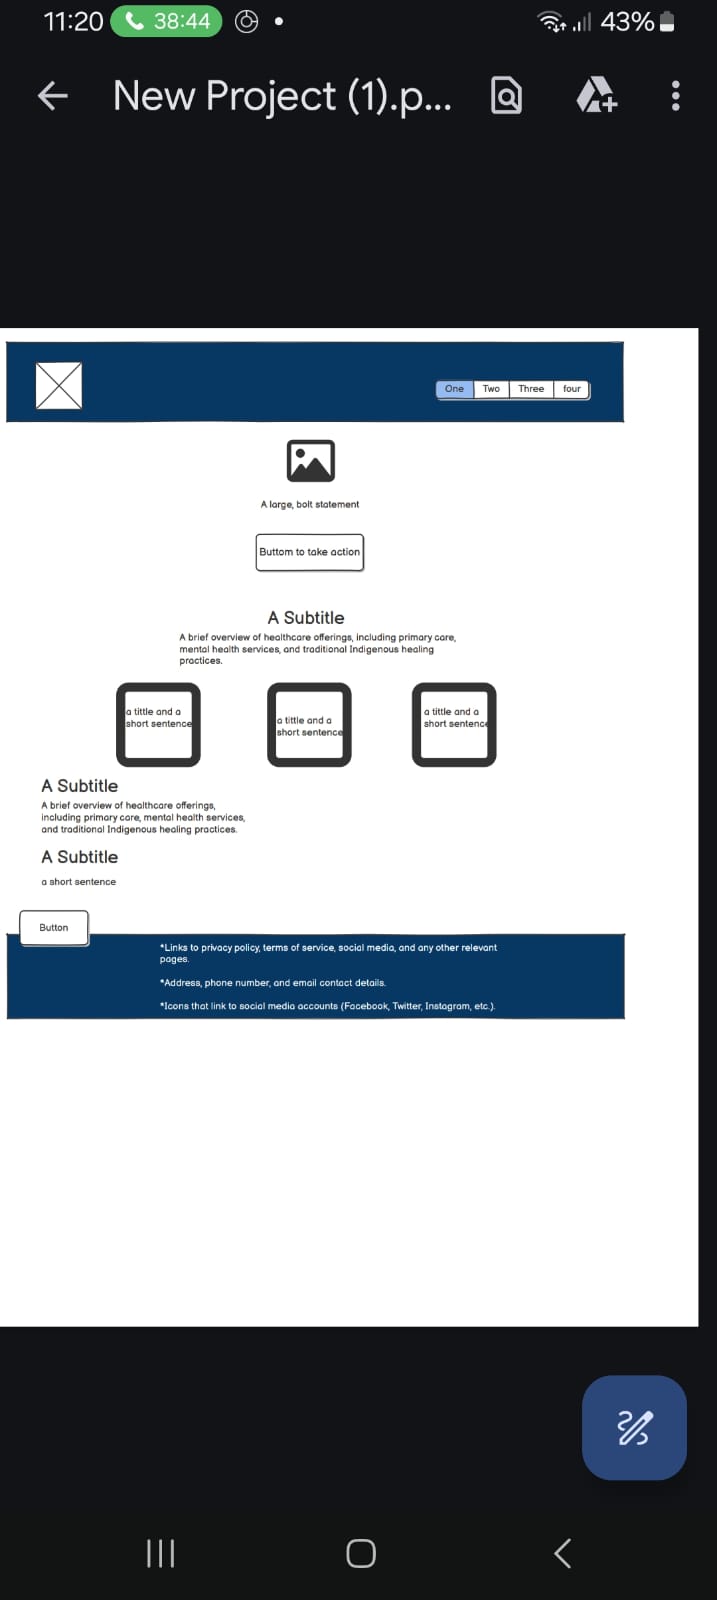 11:20 38:44 43%
New Project (1).p...
One Two Three four
A large, bolt statement
Buttom to take action
A Subtitle
A brief overview of healthcare offerings, including primary care,
mental health services, and traditional Indigenous healing
practices.
a tittle and a
short sentence
a tittle and a
short sentence
a tittle and a
short sentence
A Subtitle
A brief overview of healthcare offerings,
including primary care, mental health services,
and traditional Indigenous healing practices.
A Subtitle
a short sentence
Button
*Links to privacy policy, terms of service, social media, and any other relevant
pages.
*Address, phone number, and email contact details.
*Icons that link to social media accounts (Facebook, Twitter, Instagram, etc.).